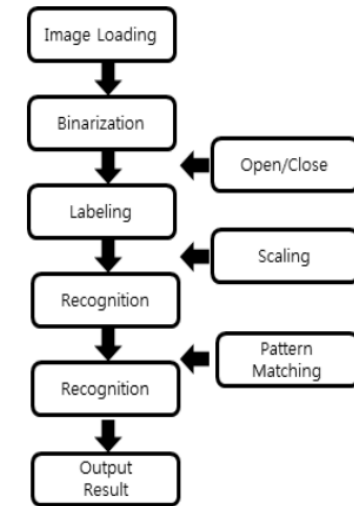 Image Loading
Binarization
Open/Close
Labeling
Scaling
Recognition
Pattern
Matching
Recognition
Output
Result